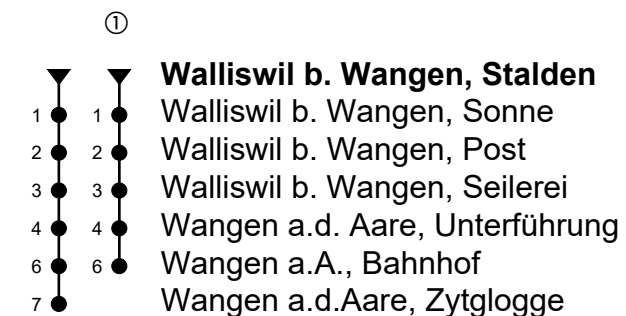 ①
Walliswil b. Wangen, Stalden
1 1 Walliswil b. Wangen, Sonne
2 2 Walliswil b. Wangen, Post
3 3 Walliswil b. Wangen, Seilerei
4 4 Wangen a.d. Aare, Unterführung
6 6 Wangen a.A., Bahnhof
7 Wangen a.d.Aare, Zytglogge